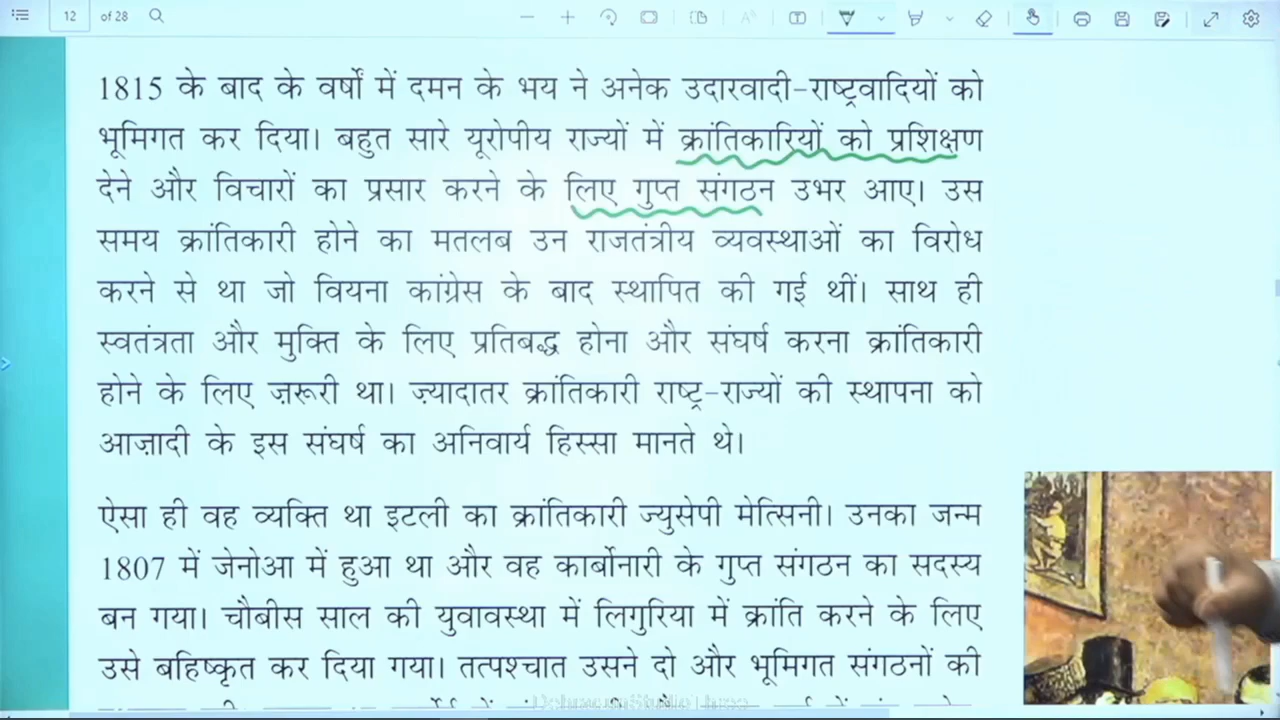 12 of 28
1815 के बाद के वर्षों में दमन के भय ने अनेक उदारवादी-राष्ट्रवादियों को
भूमिगत कर दिया। बहुत सारे यूरोपीय राज्यों में क्रांतिकारियों को प्रशिक्षण
देने और विचारों का प्रसार करने के लिए गुप्त संगठन उभर आए। उस
समय क्रांतिकारी होने का मतलब उन राजतंत्रीय व्यवस्थाओं का विरोध
करने से था जो वियना कांग्रेस के बाद स्थापित की गई थीं। साथ ही
स्वतंत्रता और मुक्ति के लिए प्रतिबद्ध होना और संघर्ष करना क्रांतिकारी
होने के लिए ज़रूरी था। ज़्यादातर क्रांतिकारी राष्ट्र-राज्यों की स्थापना को
आज़ादी के इस संघर्ष का अनिवार्य हिस्सा मानते थे।
ऐसा ही वह व्यक्ति था इटली का क्रांतिकारी ज्युसेपी मेत्सिनी। उनका जन्म
1807 में जेनोआ में हुआ था और वह कार्बोनारी के गुप्त संगठन का सदस्य
बन गया। चौबीस साल की युवावस्था में लिगुरिया में क्रांति करने के लिए
उसे बहिष्कृत कर दिया गया। तत्पश्चात उसने दो और भूमिगत संगठनों की